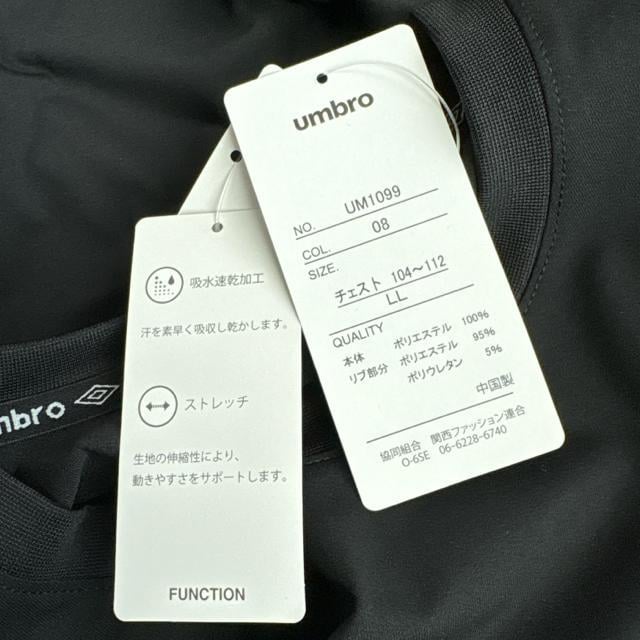 umbro
NO. UM1099
COL. 08
SIZE.
チェスト 104～112
LL
QUALITY
本体 ポリエステル 100%
リブ部分 ポリエステル 95%
ポリウレタン 5%
中国製
協同組合 関西ファッション連合
O-6SE 06-6228-6740
吸水速乾加工
汗を素早く吸収し乾かします。
ストレッチ
生地の伸縮性により、
動きやすさをサポートします。
FUNCTION
mbro